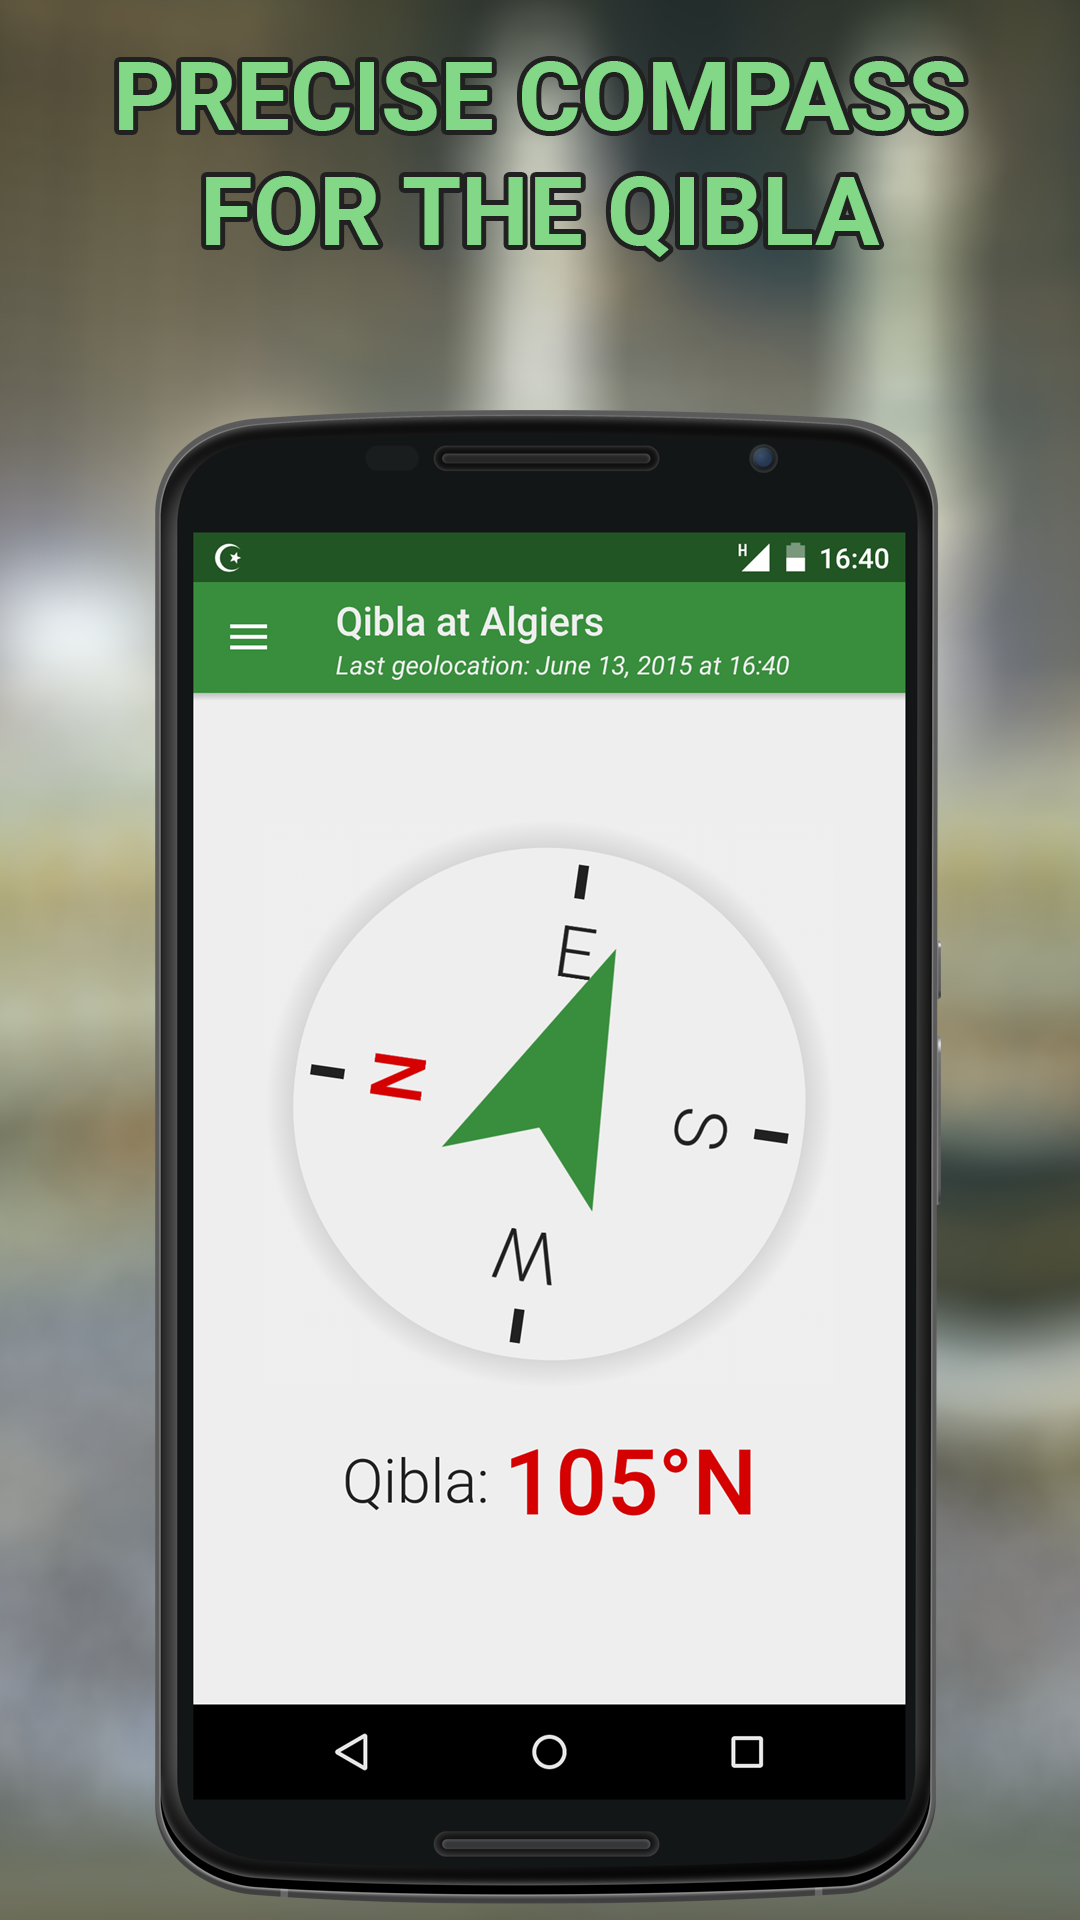 PRECISE COMPASS
FOR THE QIBLA
H 16:40
Qibla at Algiers
Last geolocation: June 13, 2015 at 16:40
E
N
S
W
Qibla: 105°N